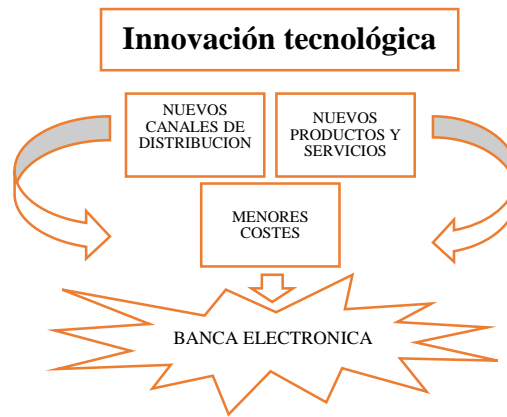 Innovación tecnológica
NUEVOS
CANALES DE
DISTRIBUCION
NUEVOS
PRODUCTOS Y
SERVICIOS
MENORES
COSTES
BANCA ELECTRONICA